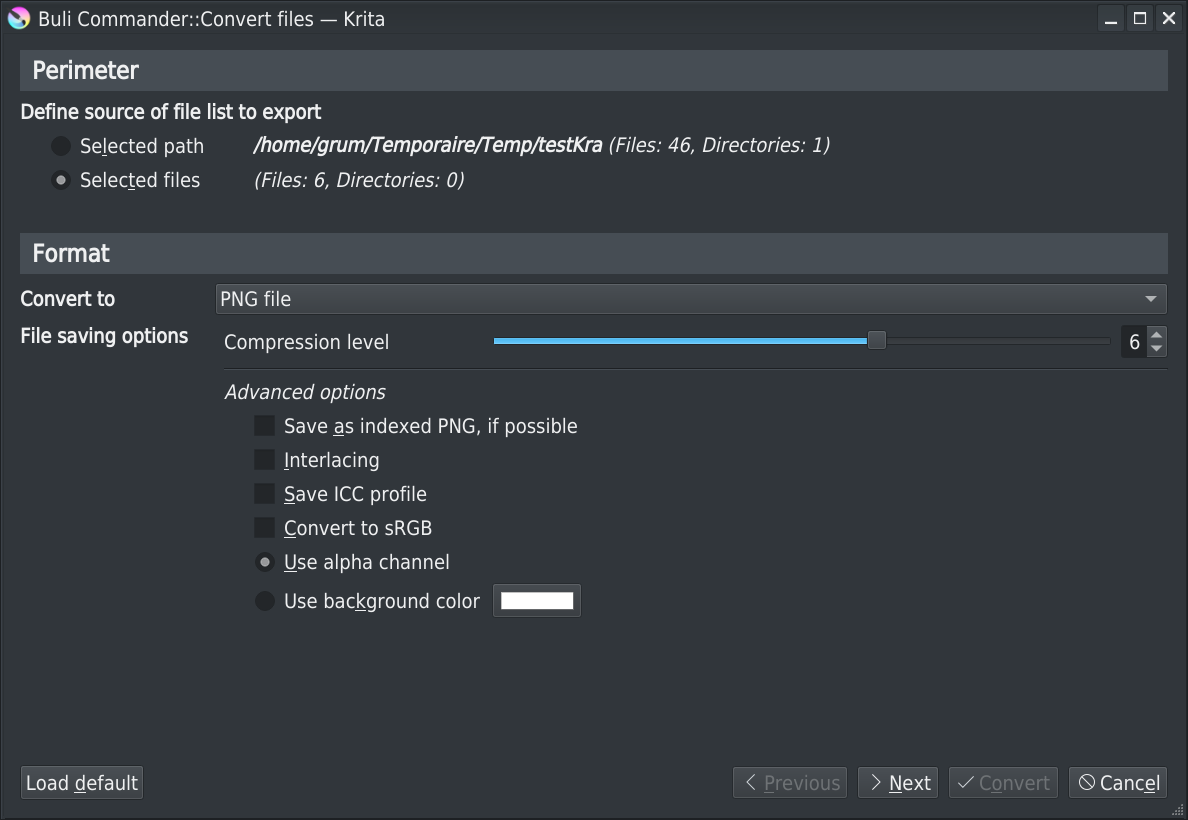 Buli Commander::Convert files — Krita
Perimeter
Define source of file list to export
Selected path /home/grum/Temporaire/Temp/testKra (Files: 46, Directories: 1)
Selected files (Files: 6, Directories: 0)
Format
Convert to PNG file
File saving options
Compression level 6
Advanced options
Save as indexed PNG, if possible
Interlacing
Save ICC profile
Convert to sRGB
Use alpha channel
Use background color
Load default Previous Next Convert Cancel